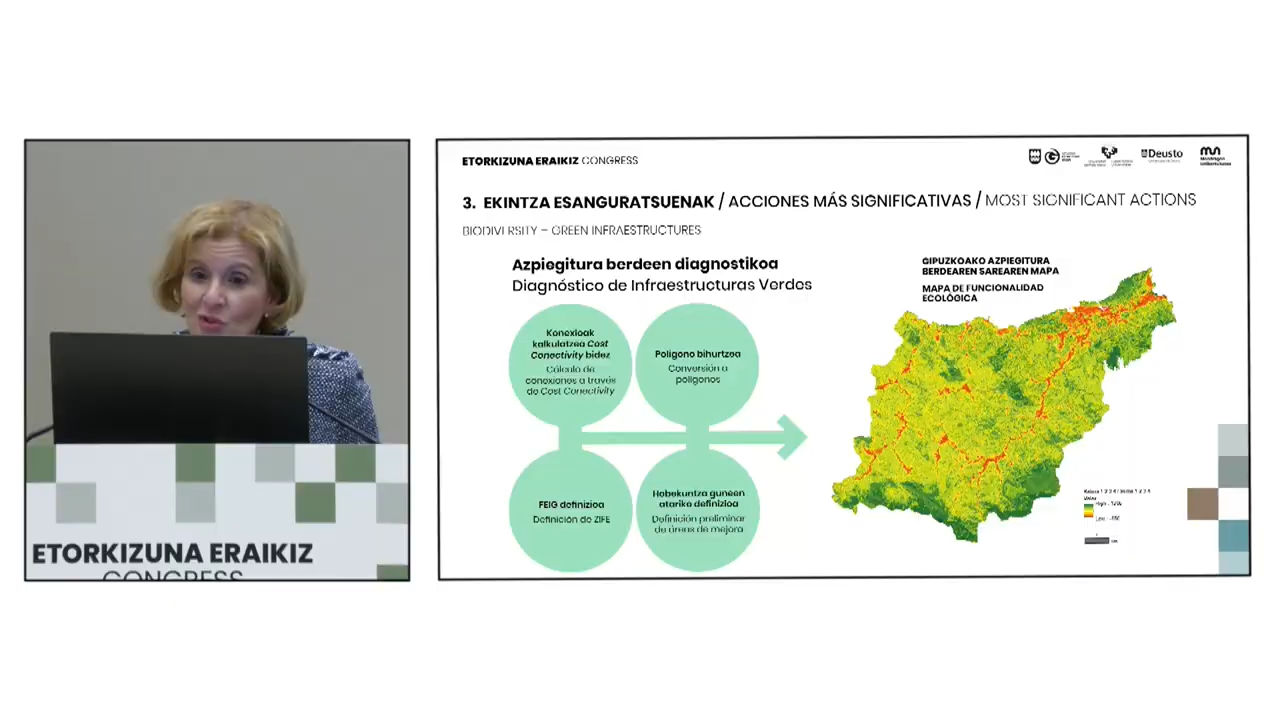 ETORKIZUNA ERAIKIZ
CONGRESS
ETORKIZUNA ERAIKIZ CONGRESS
Deusto
3. EKINTZA ESANGURATSUENAK / ACCIONES MÁS SIGNIFICATIVAS / MOST SIGNIFICANT ACTIONS
BIODIVERSITY – GREEN INFRAESTRUCTURES
Azpiegitura berdeen diagnostikoa
Diagnóstico de Infraestructuras Verdes
Konexioak
kalkulatzea Cost
Conectivity bidez
Cálculo de
conexiones a través
de Cost Conectivity
Poligono bihurtzea
Conversión a
polígonos
FEIG definizioa
Definición de ZIFE
Hobekuntza guneen
atariko definizioa
Definición preliminar
de áreas de mejora
GIPUZKOAKO AZPIEGITURA
BERDEAREN SAREAREN MAPA
MAPA DE FUNCIONALIDAD
ECOLÓGICA